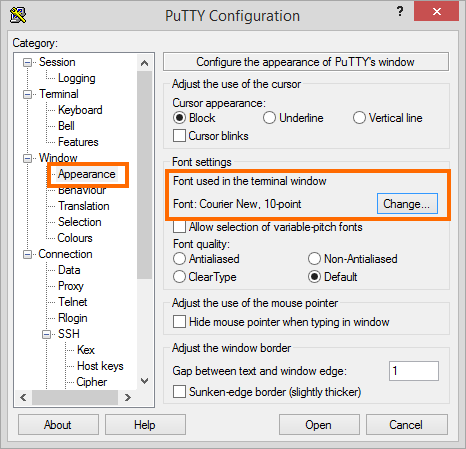 PuTTY Configuration
?
Category:
Session
Logging
Terminal
Keyboard
Bell
Features
Window
Appearance
Behaviour
Translation
Selection
Colours
Connection
Data
Proxy
Telnet
Rlogin
SSH
Kex
Host keys
Cipher
Configure the appearance of PuTTY's window
Adjust the use of the cursor
Cursor appearance:
Block Underline Vertical line
Cursor blinks
Font settings
Font used in the terminal window
Font: Courier New, 10-point Change...
Allow selection of variable-pitch fonts
Font quality:
Antialiased Non-Antialiased
ClearType Default
Adjust the use of the mouse pointer
Hide mouse pointer when typing in window
Adjust the window border
Gap between text and window edge: 1
Sunken-edge border (slightly thicker)
About Help Open Cancel